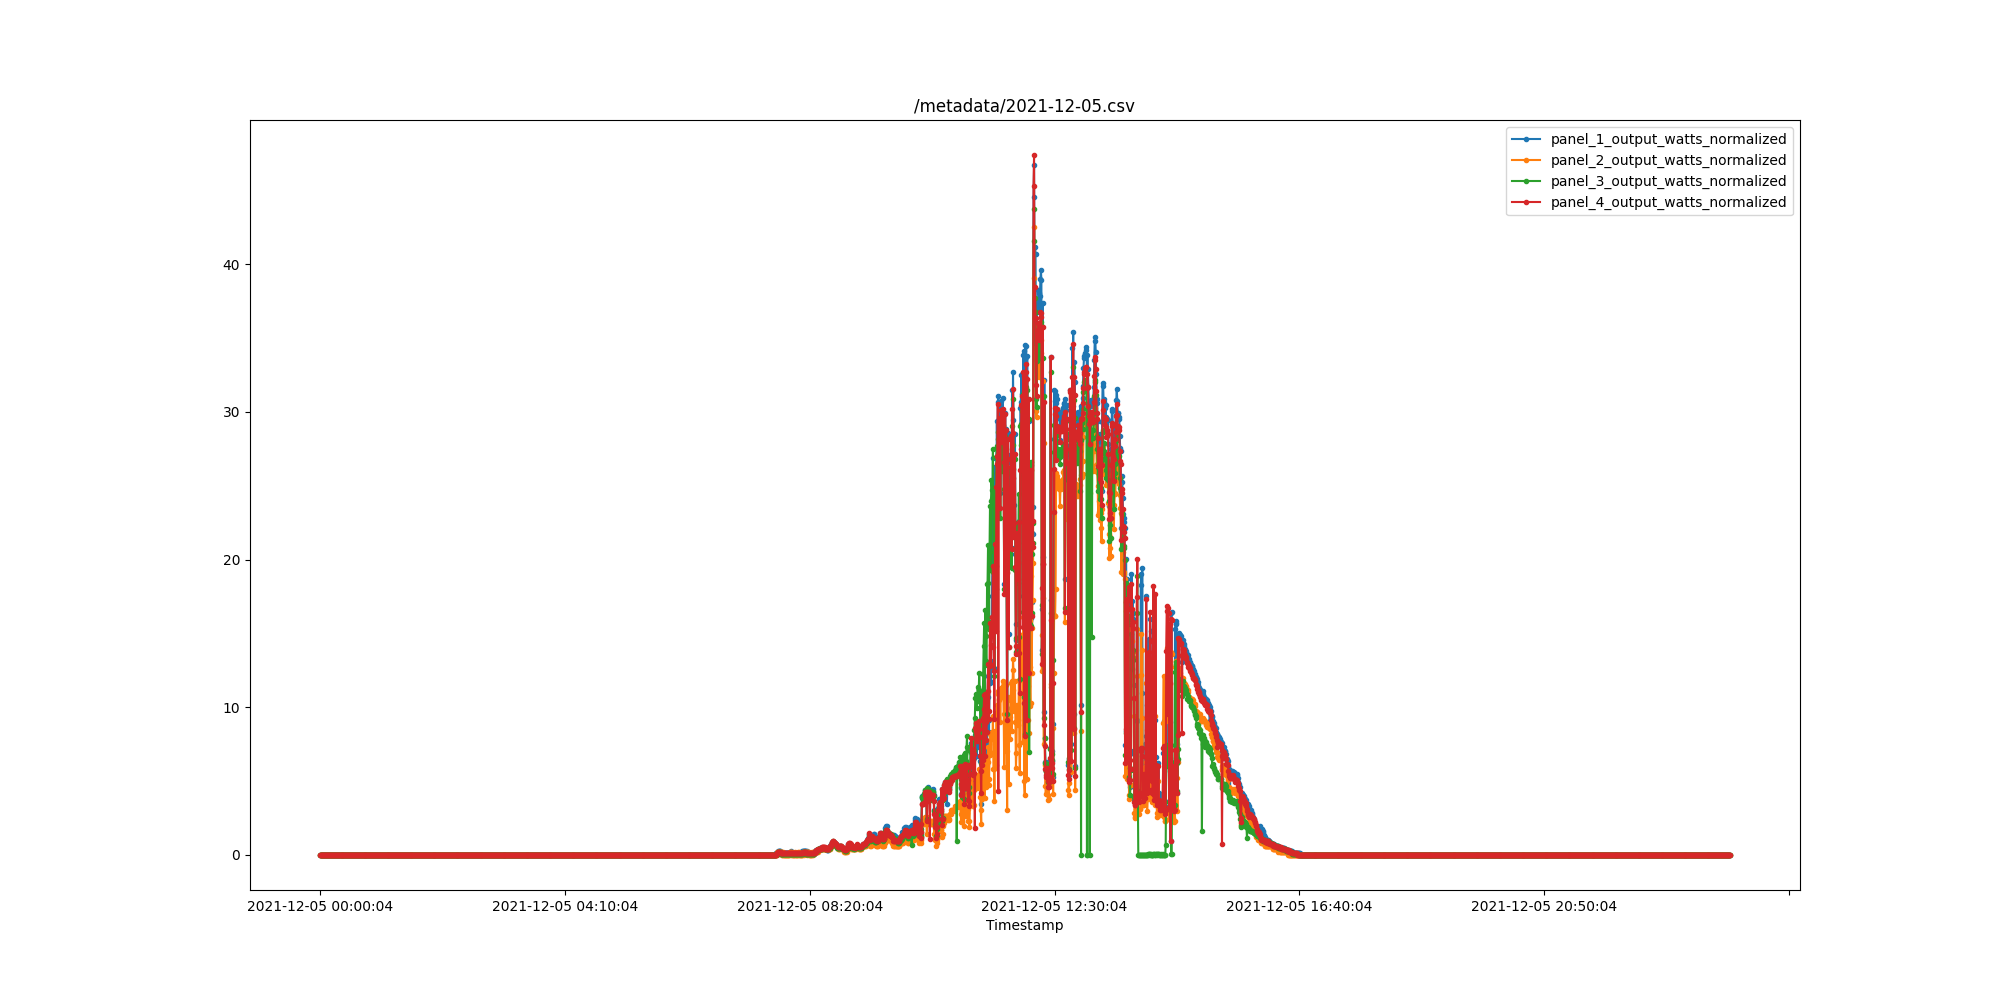 /metadata/2021-12-05.csv
panel_1_output_watts_normalized
panel_2_output_watts_normalized
panel_3_output_watts_normalized
panel_4_output_watts_normalized
40
30
20
10
0
2021-12-05 00:00:04 2021-12-05 04:10:04 2021-12-05 08:20:04 2021-12-05 12:30:04 2021-12-05 16:40:04 2021-12-05 20:50:04
Timestamp